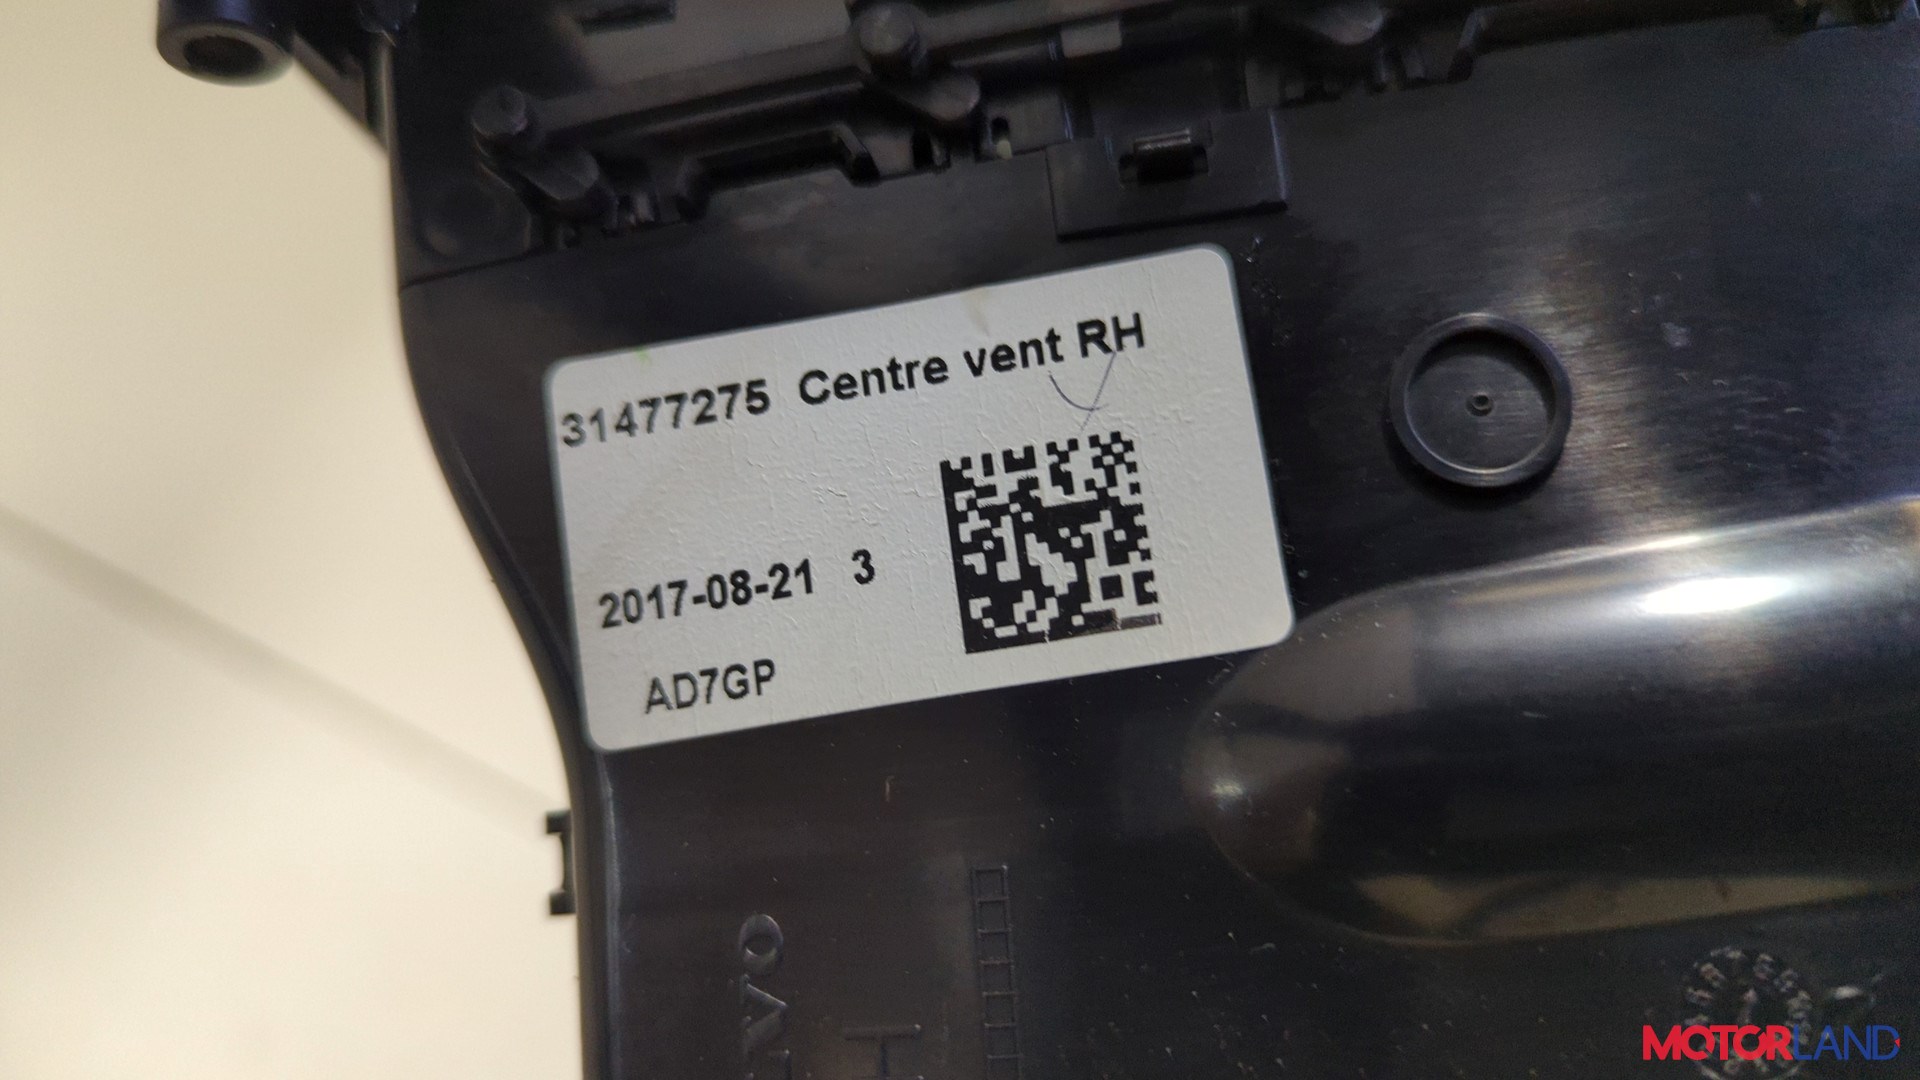 31477275 Centre vent RH
2017-08-21 3
AD7GP
MOTORLAND